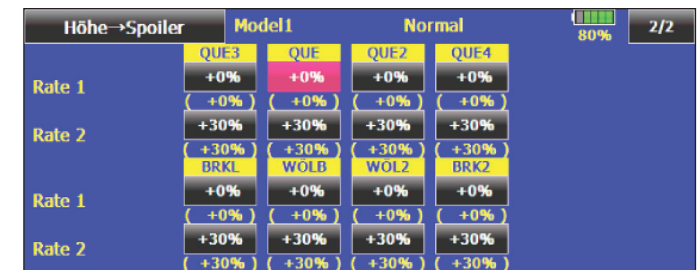 Höhe→Spoiler Model1 Normal 80% 2/2
QUE3 QUE QUE2 QUE4
Rate 1 +0% +0% +0% +0%
( +0% ) ( +0% ) ( +0% ) ( +0% )
Rate 2 +30% +30% +30% +30%
( +30% ) ( +30% ) ( +30% ) ( +30% )
BRKL WÖLB WÖL2 BRK2
Rate 1 +0% +0% +0% +0%
( +0% ) ( +0% ) ( +0% ) ( +0% )
Rate 2 +30% +30% +30% +30%
( +30% ) ( +30% ) ( +30% ) ( +30% )